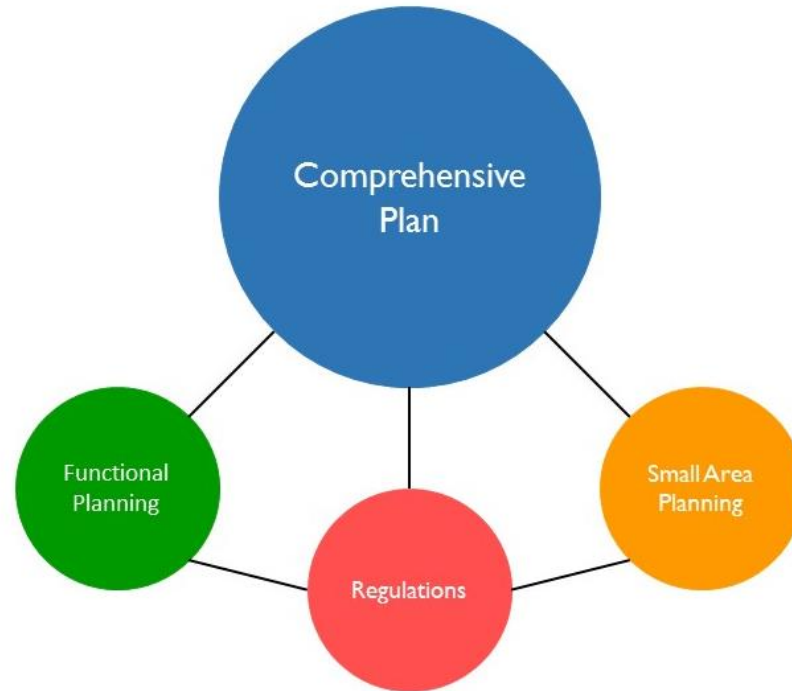 Comprehensive
Plan
Functional
Planning
Small Area
Planning
Regulations